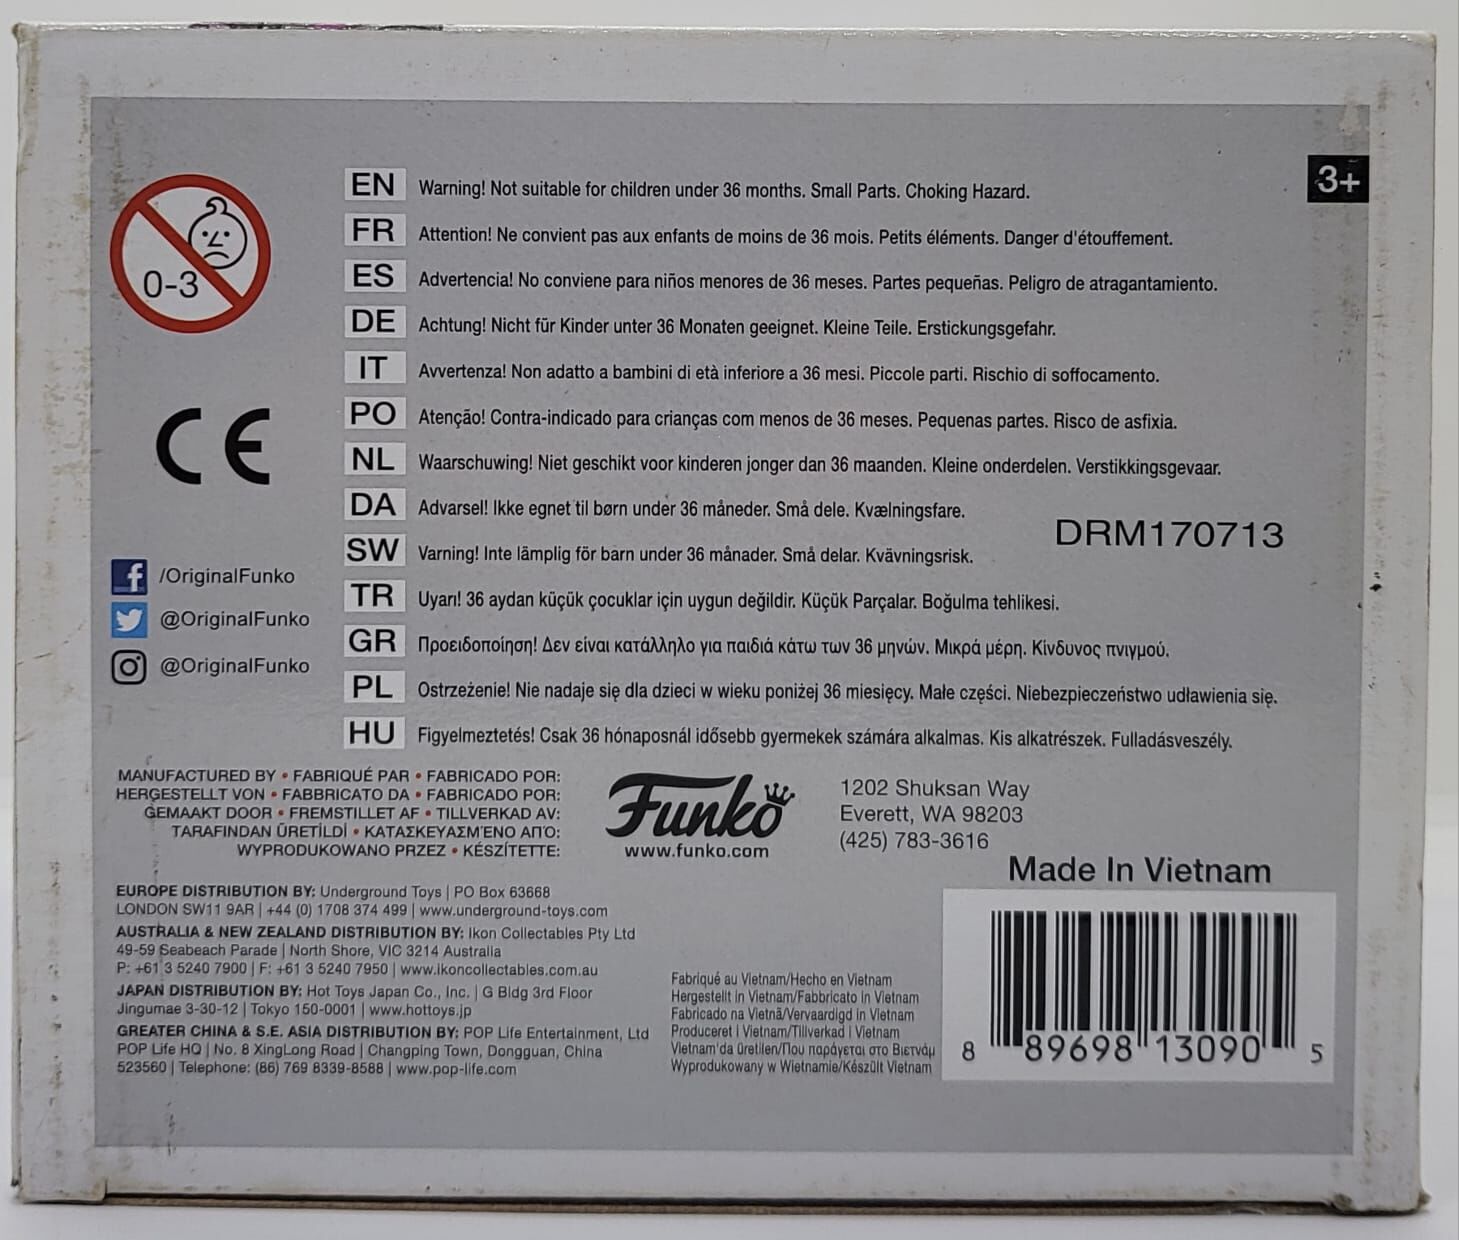 3+
0-3
EN Warning! Not suitable for children under 36 months. Small Parts. Choking Hazard.
FR Attention! Ne convient pas aux enfants de moins de 36 mois. Petits éléments. Danger d'étouffement.
ES Advertencia! No conviene para niños menores de 36 meses. Partes pequeñas. Peligro de atragantamiento.
DE Achtung! Nicht für Kinder unter 36 Monaten geeignet. Kleine Teile. Erstickungsgefahr.
IT Avvertenza! Non adatto a bambini di età inferiore a 36 mesi. Piccole parti. Rischio di soffocamento.
PO Atenção! Contra-indicado para crianças com menos de 36 meses. Pequenas partes. Risco de asfixia.
NL Waarschuwing! Niet geschikt voor kinderen jonger dan 36 maanden. Kleine onderdelen. Verstikkingsgevaar.
DA Advarsel! Ikke egnet til børn under 36 måneder. Små dele. Kvælningsfare.
SW Varning! Inte lämplig för barn under 36 månader. Små delar. Kvävningsrisk.
TR Uyarı! 36 aydan küçük çocuklar için uygun değildir. Küçük Parçalar. Boğulma tehlikesi.
GR Προειδοποίηση! Δεν είναι κατάλληλο για παιδιά κάτω των 36 μηνών. Μικρά μέρη. Κίνδυνος πνιγμού.
PL Ostrzeżenie! Nie nadaje się dla dzieci w wieku poniżej 36 miesięcy. Małe części. Niebezpieczeństwo udławienia się.
HU Figyelmeztetés! Csak 36 hónaposnál idősebb gyermekek számára alkalmas. Kis alkatrészek. Fulladásveszély.
CE
DRM170713
/OriginalFunko
@OriginalFunko
@OriginalFunko
MANUFACTURED BY • FABRIQUÉ PAR • FABRICADO POR:
HERGESTELLT VON • FABBRICATO DA • FABRICADO POR:
GEMAAKT DOOR • FREMSTILLET AF • TILLVERKAD AV:
TARAFINDAN ÜRETİLDİ • ΚΑΤΑΣΚΕΥΑΣΜΈΝΟ ΑΠΌ:
WYPRODUKOWANO PRZEZ • KÉSZÍTETTE:
Funko
www.funko.com
1202 Shuksan Way
Everett, WA 98203
(425) 783-3616
Made In Vietnam
EUROPE DISTRIBUTION BY: Underground Toys | PO Box 63668
LONDON SW11 9AR | +44 (0) 1708 374 499 | www.underground-toys.com
AUSTRALIA & NEW ZEALAND DISTRIBUTION BY: Ikon Collectables Pty Ltd
49-59 Seabeach Parade | North Shore, VIC 3214 Australia
P: +61 3 5240 7900 | F: +61 3 5240 7950 | www.ikoncollectables.com.au
JAPAN DISTRIBUTION BY: Hot Toys Japan Co., Inc. | G Bldg 3rd Floor
Jingumae 3-30-12 | Tokyo 150-0001 | www.hottoys.jp
GREATER CHINA & S.E. ASIA DISTRIBUTION BY: POP Life Entertainment, Ltd
POP Life HQ | No. 8 XingLong Road | Changping Town, Dongguan, China
523560 | Telephone: (86) 769 8339-8588 | www.pop-life.com
Fabriqué au Vietnam/Hecho en Vietnam
Hergestellt in Vietnam/Fabbricato in Vietnam
Fabricado na Vietnã/Vervaardigd in Vietnam
Produceret i Vietnam/Tillverkad i Vietnam
Vietnam'da üretilen/Που παράγεται στο Βιετνάμ
Wyprodukowany w Wietnamie/Készült Vietnam
8 89698 13090 5